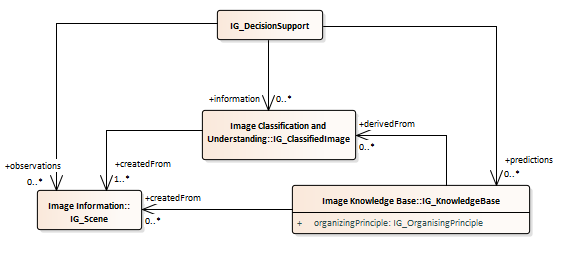 IG_DecisionSupport
+information
0..*
Image Classification and
Understanding::IG_ClassifiedImage
+derivedFrom
0..*
+observations
0..*
+createdFrom
1..*
+predictions
0..*
Image Information::
IG_Scene
+createdFrom
0..*
Image Knowledge Base::IG_KnowledgeBase
+ organizingPrinciple: IG_OrganisingPrinciple